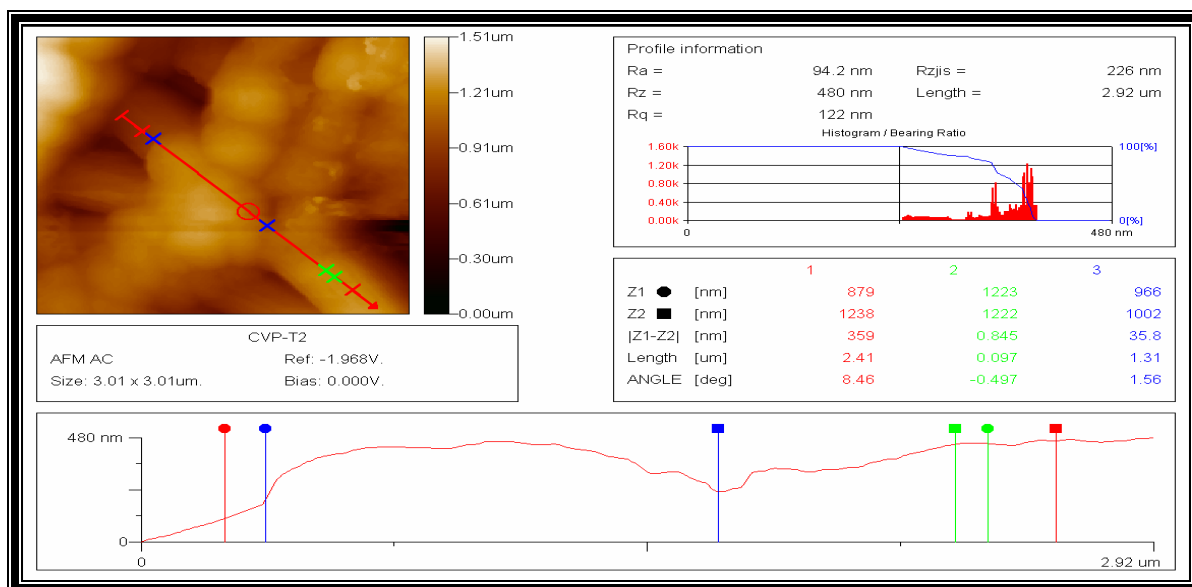 1.51um
1.21um
0.91um
0.61um
0.30um
0.00um
CVP-T2
AFM AC Ref: -1.968V.
Size: 3.01 x 3.01um. Bias: 0.000V.
Profile information
Ra = 94.2 nm Rzjis = 226 nm
Rz = 480 nm Length = 2.92 um
Rq = 122 nm
Histogram / Bearing Ratio
1.60k 100[%]
1.20k
0.80k
0.40k
0.00k 0[%]
0 480 nm
1 2 3
Z1 [nm] 879 1223 966
Z2 [nm] 1238 1222 1002
|Z1-Z2| [nm] 359 0.845 35.8
Length [um] 2.41 0.097 1.31
ANGLE [deg] 8.46 -0.497 1.56
480 nm
0
0 2.92 um